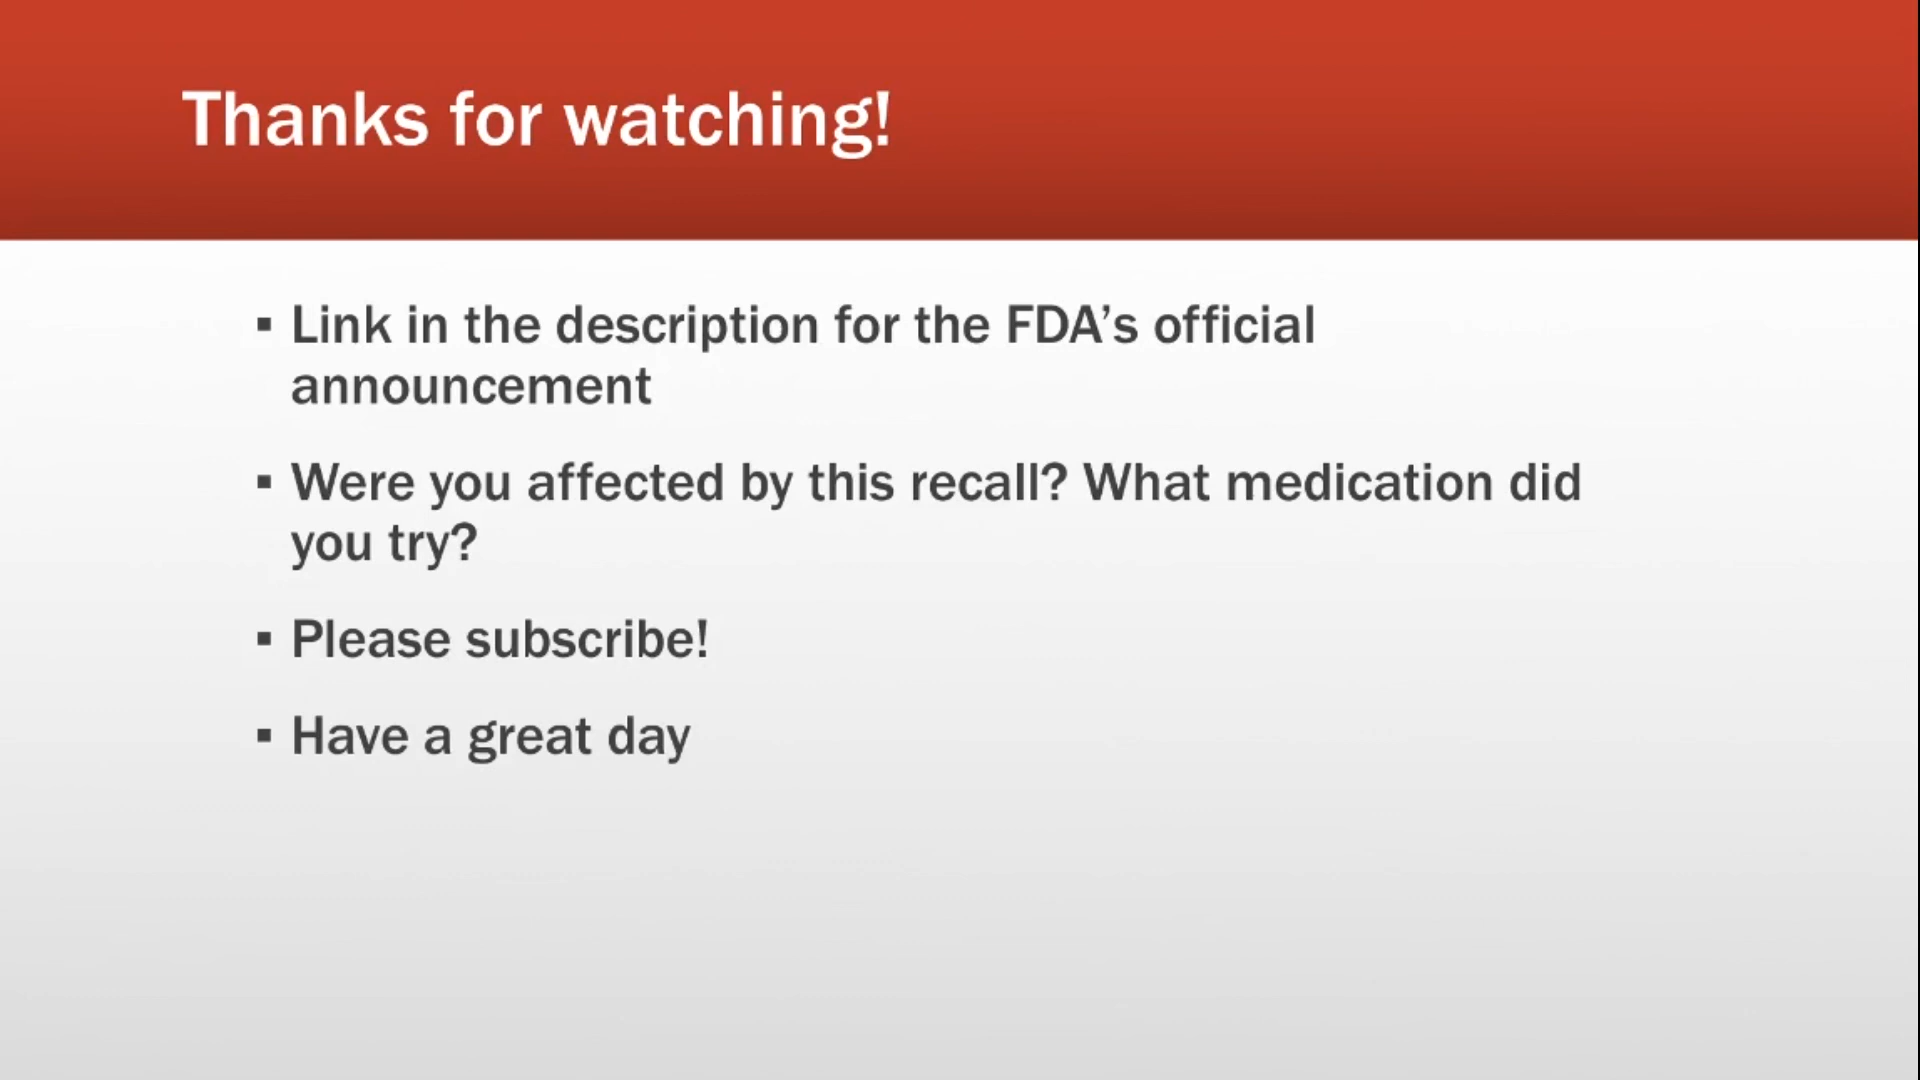 Thanks for watching!
▪ Link in the description for the FDA’s official
announcement
▪ Were you affected by this recall? What medication did
you try?
▪ Please subscribe!
▪ Have a great day